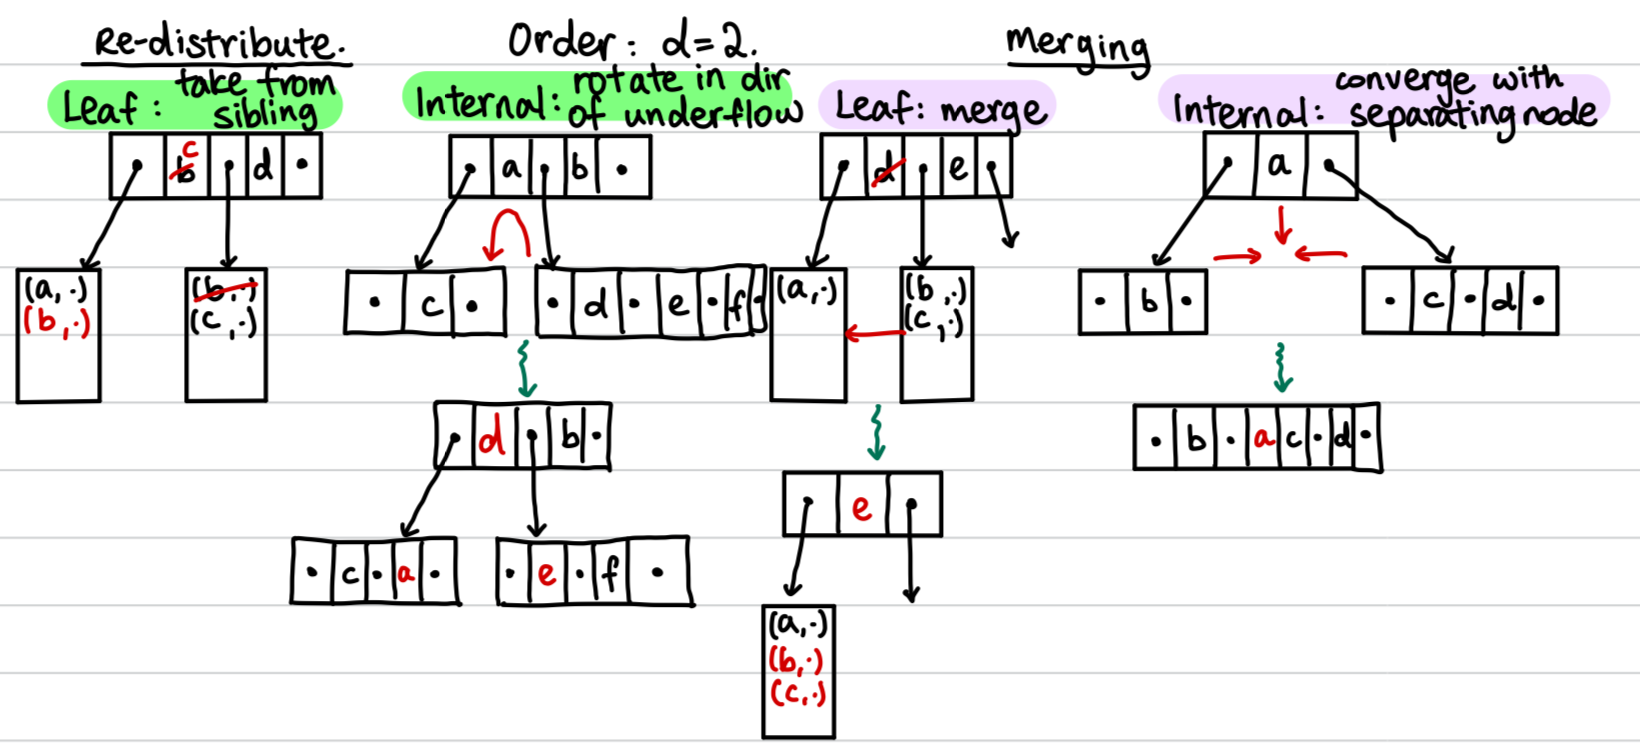 Re-distribute.
Order: d=2.
Merging
Leaf: take from
sibling
Internal: rotate in dir
of underflow
Leaf: merge
Internal: converge with
separating node
· c b · d ·
(a,·)
(b,·)
(b,·)
(c,·)
· a · b ·
· c ·
· d · e · f ·
· d · b ·
· c · a ·
· e · f ·
· d · e ·
(a,·)
(b,·)
(c,·)
· e ·
(a,·)
(b,·)
(c,·)
· a ·
· b ·
· c · d ·
· b · a c · d ·